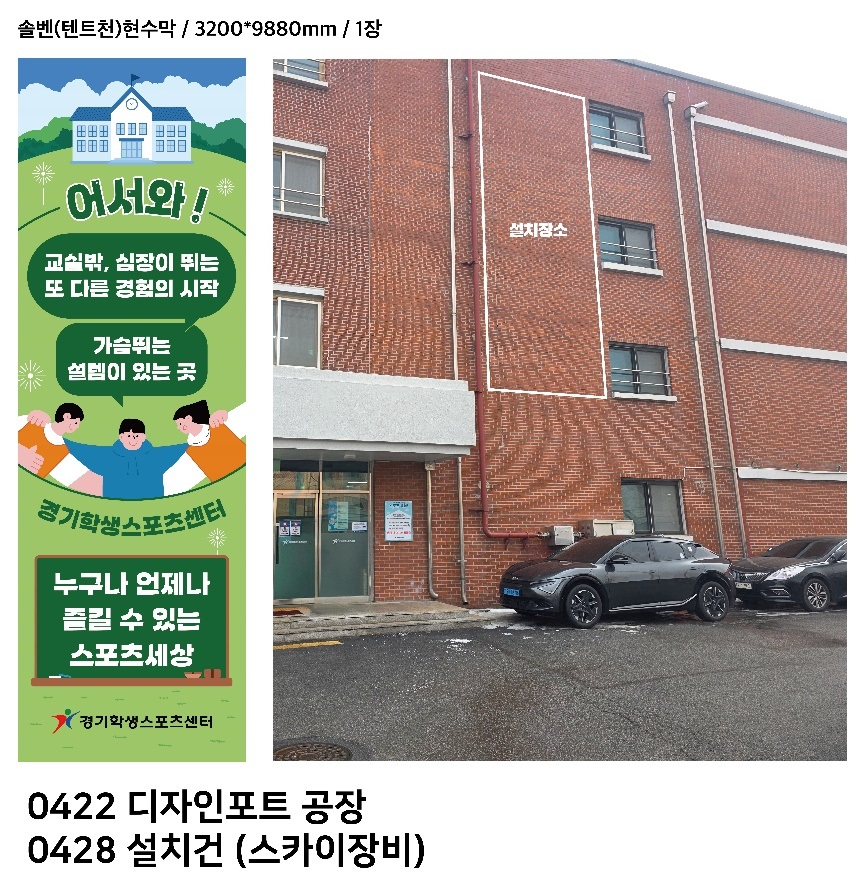 솔벤(텐트천)현수막 / 3200*9880mm / 1장
어서와!
교실밖, 심장이 뛰는
또 다른 경험의 시작
가슴뛰는
설렘이 있는 곳
경기학생스포츠센터
누구나 언제나
즐길 수 있는
스포츠세상
경기학생스포츠센터
설치장소
0422 디자인포트 공장
0428 설치건 (스카이장비)